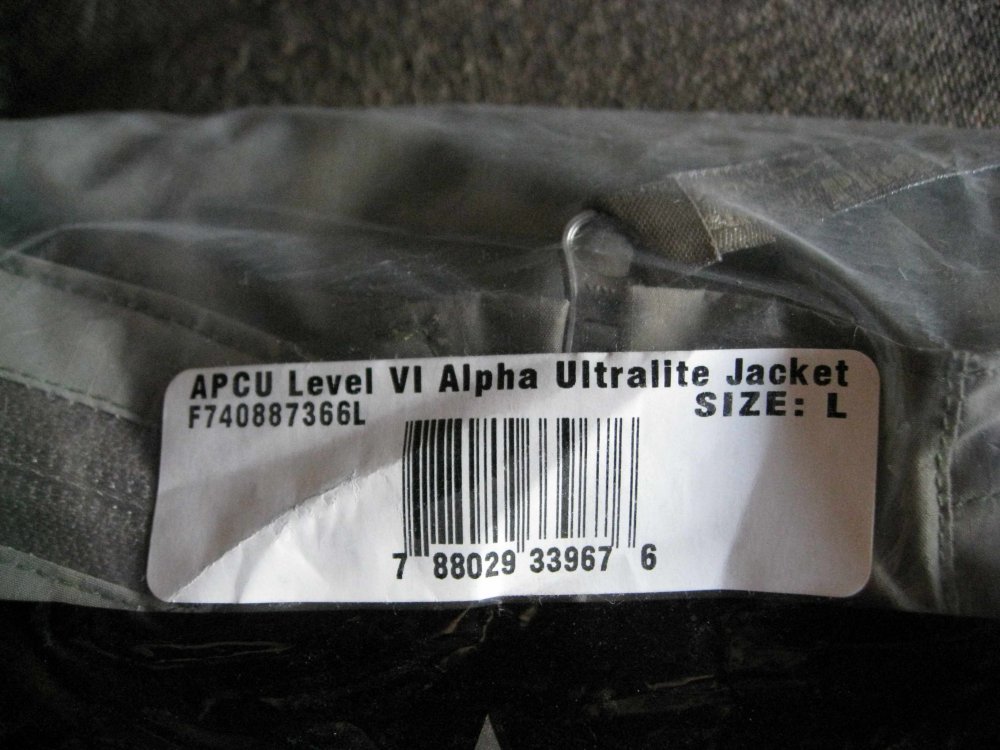 APCU Level VI Alpha Ultralite Jacket
F740887366L SIZE: L
7 88029 33967 6